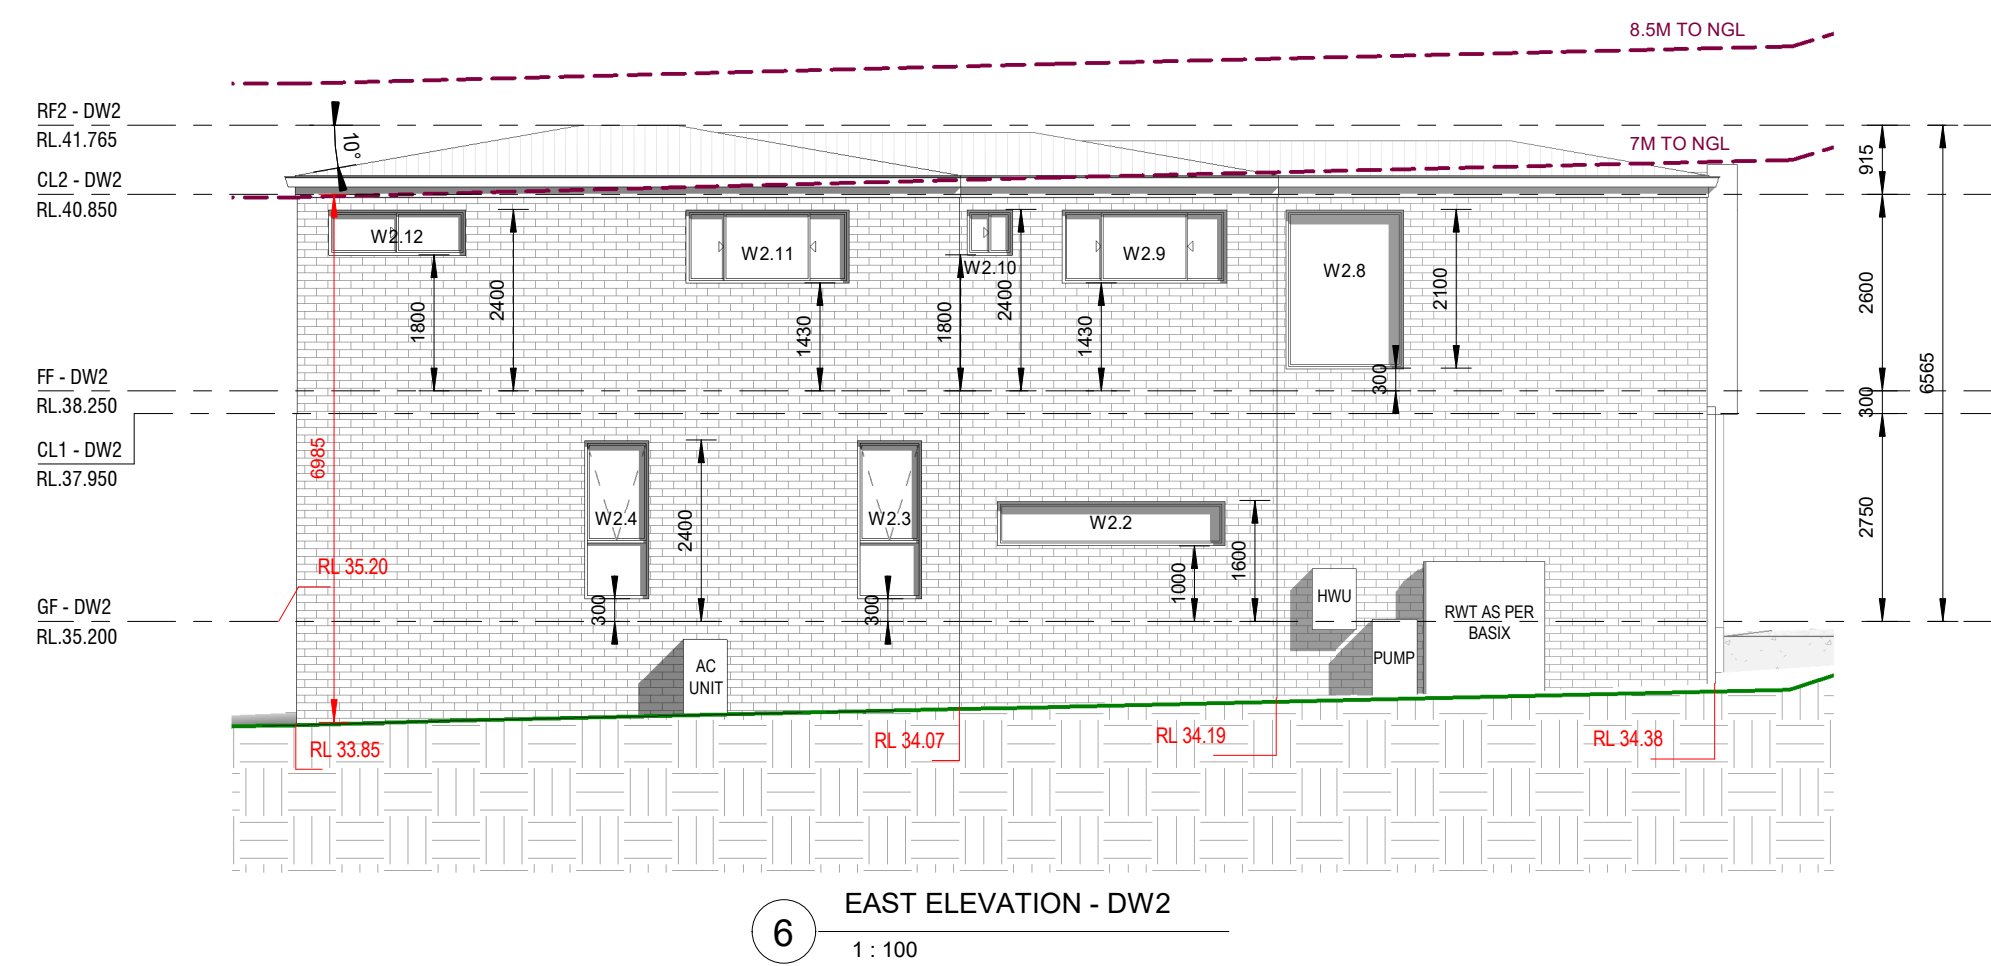 8.5M TO NGL
RF2 - DW2
RL.41.765
10°
7M TO NGL
915
CL2 - DW2
RL.40.850
W2.12
W2.11
W2.10
W2.9
W2.8
1800
2400
1430
1800
2400
1430
2100
2600
6565
FF - DW2
RL.38.250
300
300
CL1 - DW2
RL.37.950
6985
W2.4
2400
W2.3
W2.2
1600
1000
2750
RL 35.20
GF - DW2
RL.35.200
300
300
HWU
RWT AS PER
BASIX
AC
UNIT
PUMP
RL 33.85
RL 34.07
RL 34.19
RL 34.38
6
EAST ELEVATION - DW2
1 : 100